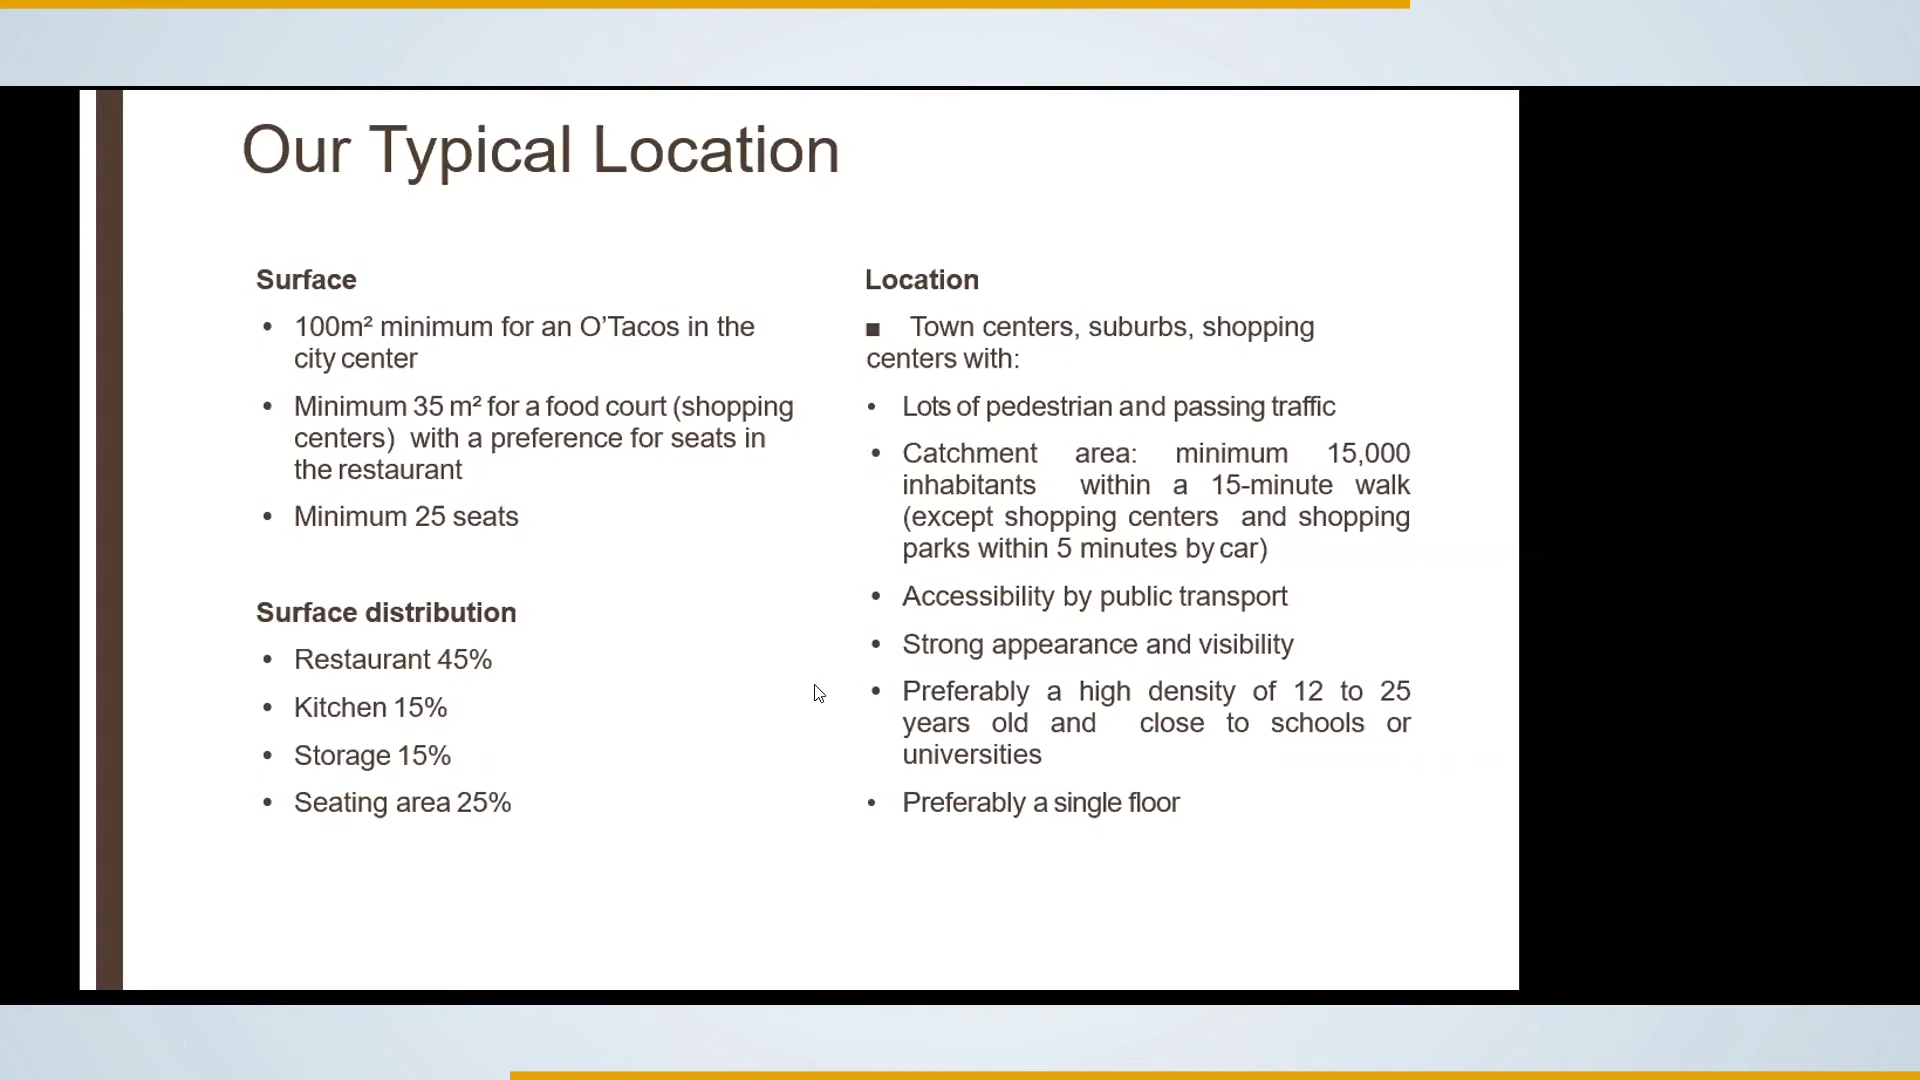 Our Typical Location
Surface
• 100m² minimum for an O’Tacos in the
city center
• Minimum 35 m² for a food court (shopping
centers) with a preference for seats in
the restaurant
• Minimum 25 seats
Surface distribution
• Restaurant 45%
• Kitchen 15%
• Storage 15%
• Seating area 25%
Location
■ Town centers, suburbs, shopping
centers with:
• Lots of pedestrian and passing traffic
• Catchment area: minimum 15,000
inhabitants within a 15-minute walk
(except shopping centers and shopping
parks within 5 minutes by car)
• Accessibility by public transport
• Strong appearance and visibility
• Preferably a high density of 12 to 25
years old and close to schools or
universities
• Preferably a single floor